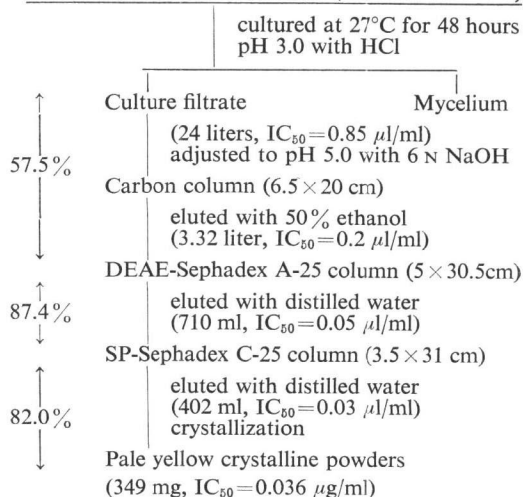 cultured at 27°C for 48 hours
pH 3.0 with HCl
Culture filtrate Mycelium
(24 liters, IC50=0.85 μl/ml)
adjusted to pH 5.0 with 6 N NaOH
57.5%
Carbon column (6.5×20 cm)
eluted with 50% ethanol
(3.32 liter, IC50=0.2 μl/ml)
DEAE-Sephadex A-25 column (5×30.5cm)
87.4%
eluted with distilled water
(710 ml, IC50=0.05 μl/ml)
SP-Sephadex C-25 column (3.5×31 cm)
eluted with distilled water
82.0%
(402 ml, IC50=0.03 μl/ml)
crystallization
Pale yellow crystalline powders
(349 mg, IC50=0.036 μg/ml)